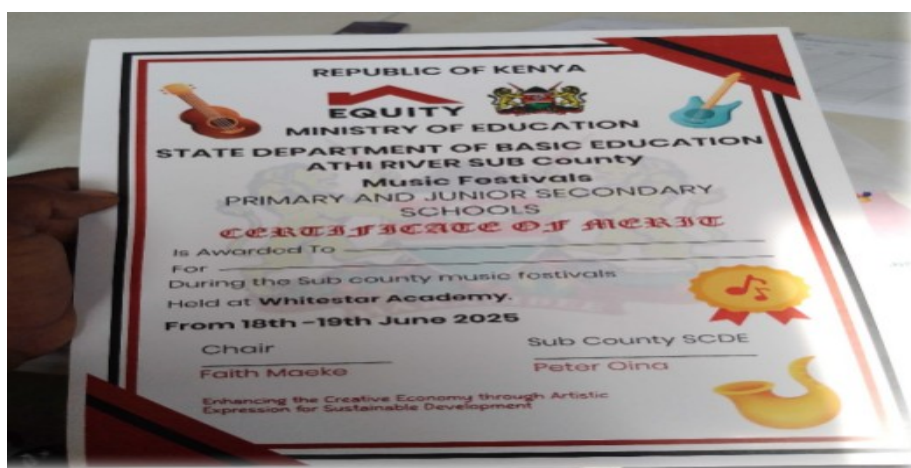 REPUBLIC OF KENYA
EQUITY
MINISTRY OF EDUCATION
STATE DEPARTMENT OF BASIC EDUCATION
ATHI RIVER SUB County
Music Festivals
PRIMARY AND JUNIOR SECONDARY
SCHOOLS
CERTIFICATE OF MERIT
Is Awarded To
For
During the Sub county music festivals
Held at Whitestar Academy.
From 18th -19th June 2025
Chair
Sub County SCDE
Faith Maeke
Peter Oina
Enhancing the Creative Economy through Artistic
Expression for Sustainable Development